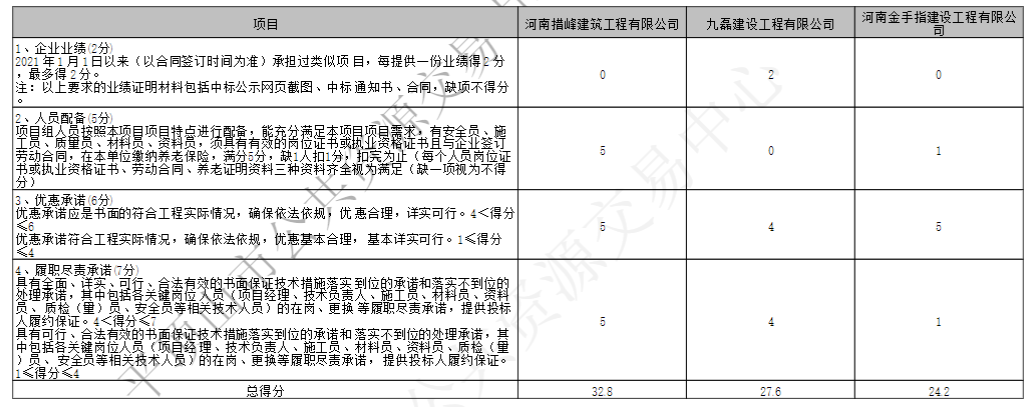 项目 河南措峰建筑工程有限公司 九磊建设工程有限公司 河南金手指建设工程有限公司
1、企业业绩(2分)
2021年1月1日以来（以合同签订时间为准）承担过类似项目，每提供一份业绩得2分
，最多得2分。
注：以上要求的业绩证明材料包括中标公示网页截图、中标通知书、合同，缺项不得分
。
0 2 0
2、人员配备(5分)
项目组人员按照本项目项目特点进行配备，能充分满足本项目项目需求，有安全员、施
工员、质量员、材料员、资料员，须具有有效的岗位证书或执业资格证书且与企业签订
劳动合同，在本单位缴纳养老保险，满分5分，缺1人扣1分，扣完为止（每个人员岗位证
书或执业资格证书、劳动合同、养老证明资料三种资料齐全视为满足（缺一项视为不得
分）
5 0 1
3、优惠承诺(6分)
优惠承诺应是书面的符合工程实际情况，确保依法依规，优惠合理，详实可行。4＜得分
≤6
优惠承诺符合工程实际情况，确保依法依规，优惠基本合理，基本详实可行。1≤得分
≤4
5 4 5
4、履职尽责承诺(7分)
具有全面、详实、可行、合法有效的书面保证技术措施落实到位的承诺和落实不到位的
处理承诺，其中包括各关键岗位人员（项目经理、技术负责人、施工员、材料员、资料
员、质检（量）员、安全员等相关技术人员）的在岗、更换等履职尽责承诺，提供投标
人履约保证。4＜得分≤7
具有可行、合法有效的书面保证技术措施落实到位的承诺和落实不到位的处理承诺，其
中包括各关键岗位人员（项目经理、技术负责人、施工员、材料员、资料员、质检（量
）员、安全员等相关技术人员）的在岗、更换等履职尽责承诺，提供投标人履约保证。
1≤得分≤4
5 4 1
总得分 32.8 27.6 24.2
平顶山市公共资源交易中心
公共资源交易中心